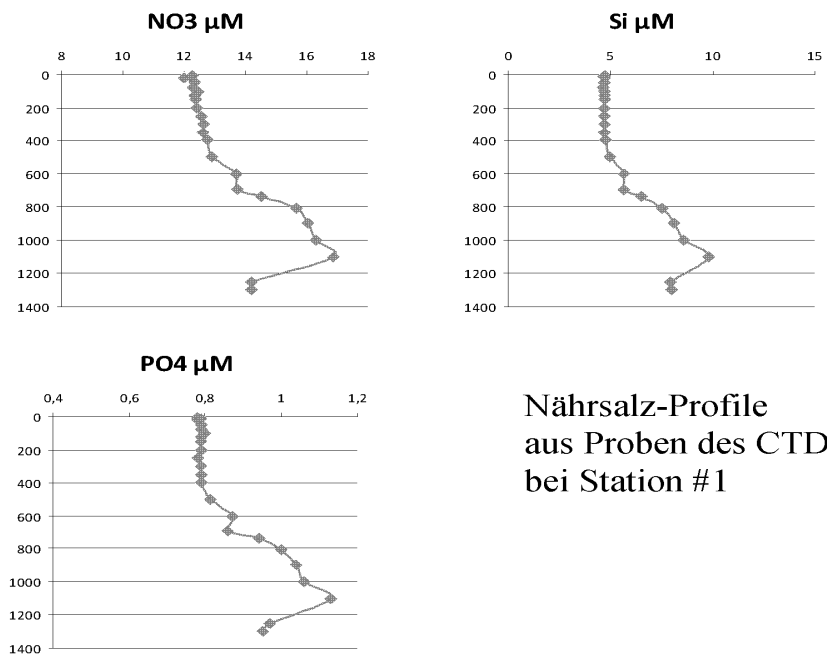 NO3 µM
8 10 12 14 16 18
0
200
400
600
800
1000
1200
1400
Si µM
0 5 10 15
0
200
400
600
800
1000
1200
1400
PO4 µM
0,4 0,6 0,8 1 1,2
0
200
400
600
800
1000
1200
1400
Nährsalz-Profile
aus Proben des CTD
bei Station #1